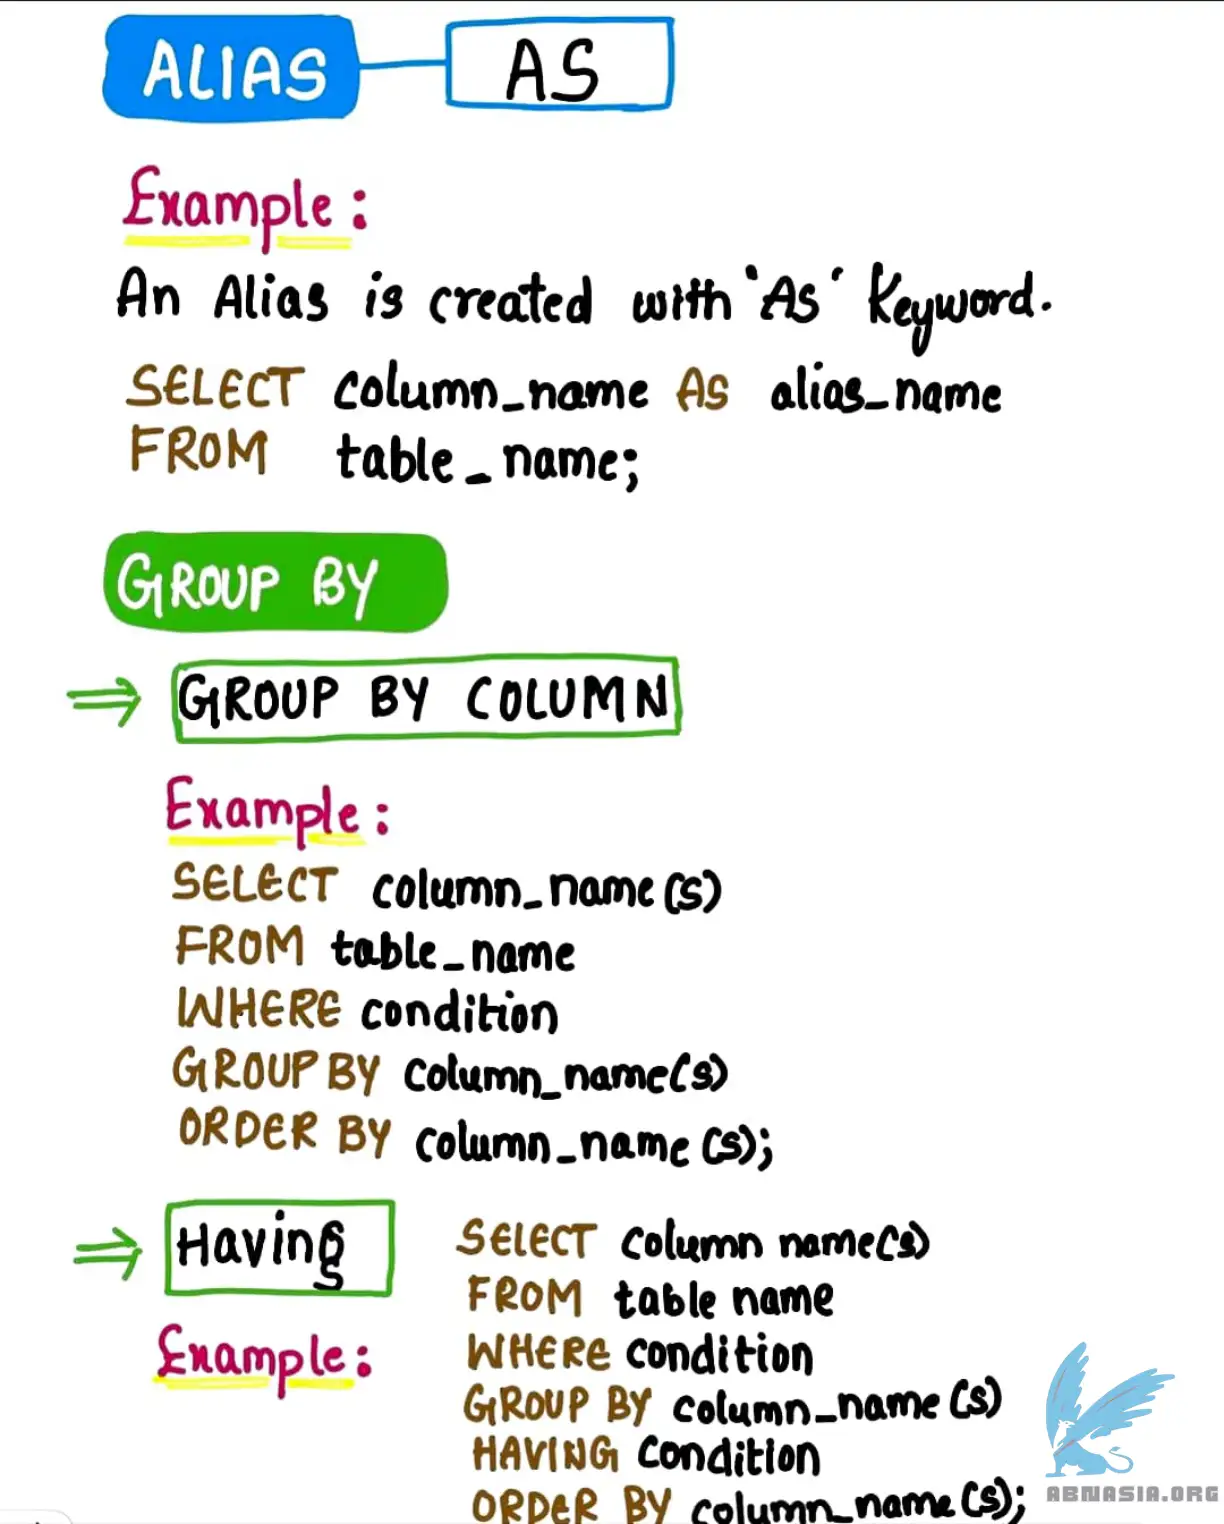 ALIAS AS
Example:
An Alias is created with 'As' Keyword.
SELECT column_name As alias_name
FROM table_name;
GROUP BY
⇒ GROUP BY COLUMN
Example:
SELECT column_name(s)
FROM table_name
WHERE condition
GROUP BY column_name(s)
ORDER BY column_name(s);
⇒ Having
Example:
SELECT column name(s)
FROM table name
WHERE condition
GROUP BY column_name(s)
HAVING condition
ORDER BY column_name(s);
ABNASIA.ORG